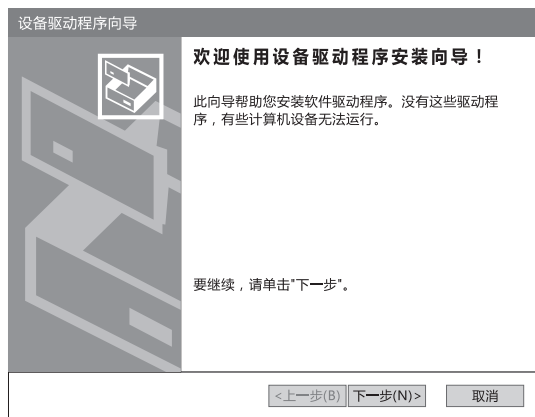 设备驱动程序向导
欢迎使用设备驱动程序安装向导！
此向导帮助您安装软件驱动程序。没有这些驱动程
序，有些计算机设备无法运行。
要继续，请单击"下一步"。
<上一步(B) 下一步(N)> 取消